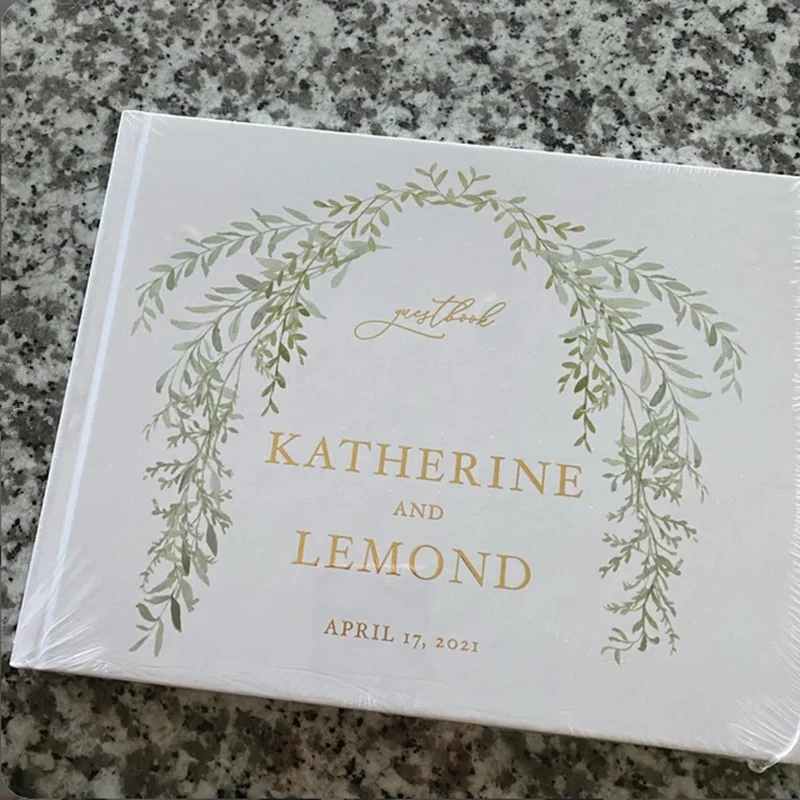 guestbook
KATHERINE
AND
LEMOND
APRIL 17, 2021